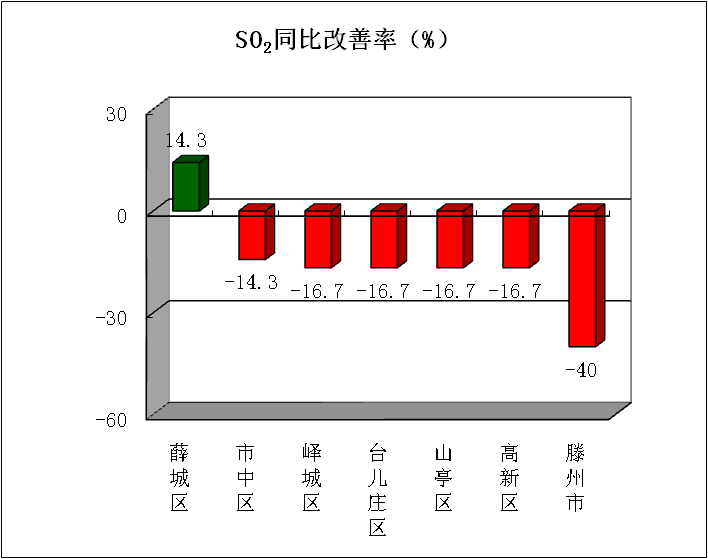 SO₂同比改善率（%）
30
14.3
0
-14.3
-16.7
-16.7
-16.7
-16.7
-30
-40
-60
薛城区
市中区
峄城区
台儿庄区
山亭区
高新区
滕州市